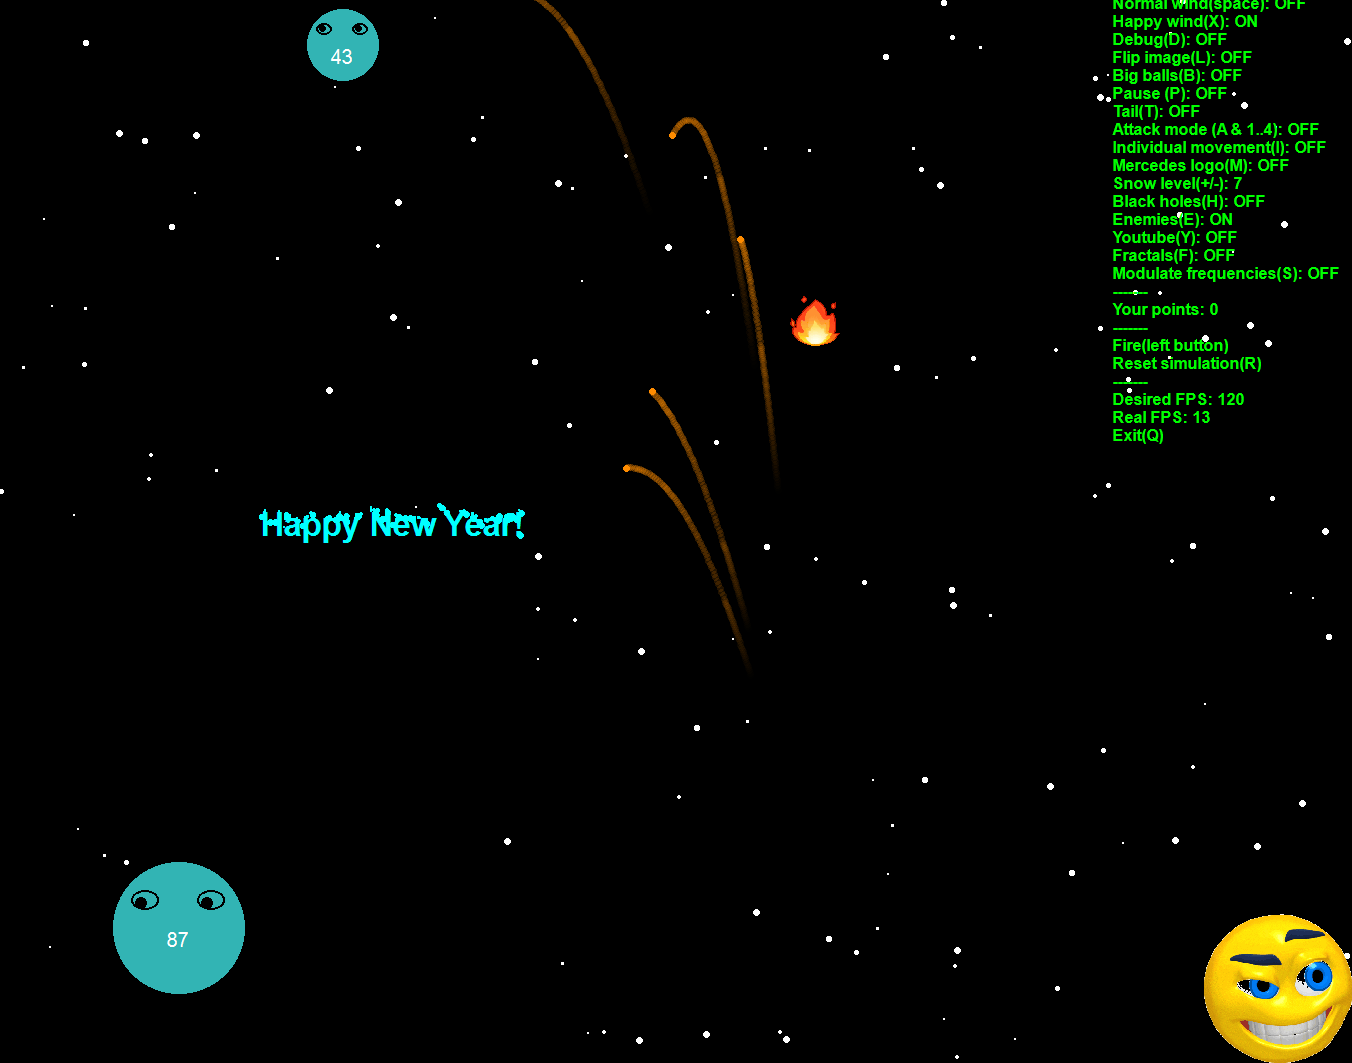 Normal wind(space): OFF
Happy wind(X): ON
Debug(D): OFF
Flip image(L): OFF
Big balls(B): OFF
Pause (P): OFF
Tail(T): OFF
Attack mode (A & 1..4): OFF
Individual movement(I): OFF
Mercedes logo(M): OFF
Snow level(+/-): 7
Black holes(H): OFF
Enemies(E): ON
Youtube(Y): OFF
Fractals(F): OFF
Modulate frequencies(S): OFF
-------
Your points: 0
-------
Fire(left button)
Reset simulation(R)
-------
Desired FPS: 120
Real FPS: 13
Exit(Q)
43
Happy New Year!
87